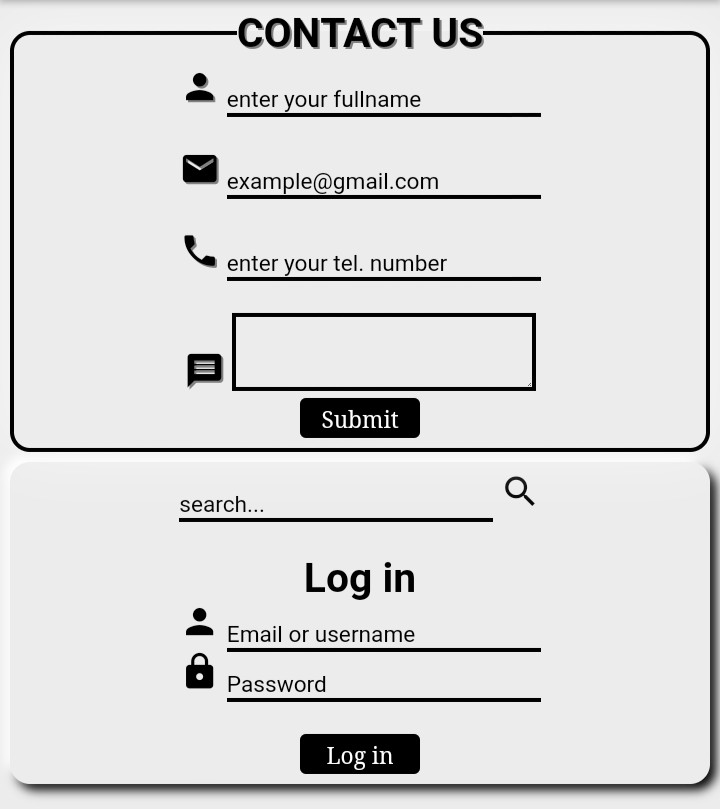 CONTACT US
enter your fullname
example@gmail.com
enter your tel. number
Submit
search...
Log in
Email or username
Password
Log in